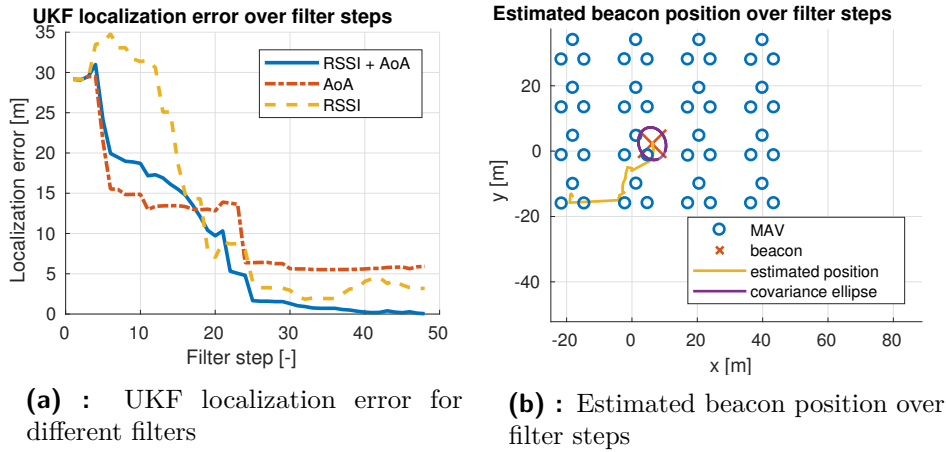 UKF localization error over filter steps
35
30
25
20
15
10
5
0
Localization error [m]
0 10 20 30 40 50
Filter step [-]
RSSI + AoA
AoA
RSSI
(a) : UKF localization error for
different filters
Estimated beacon position over filter steps
20
0
-20
-40
y [m]
-20 0 20 40 60 80
x [m]
MAV
beacon
estimated position
covariance ellipse
(b) : Estimated beacon position over
filter steps